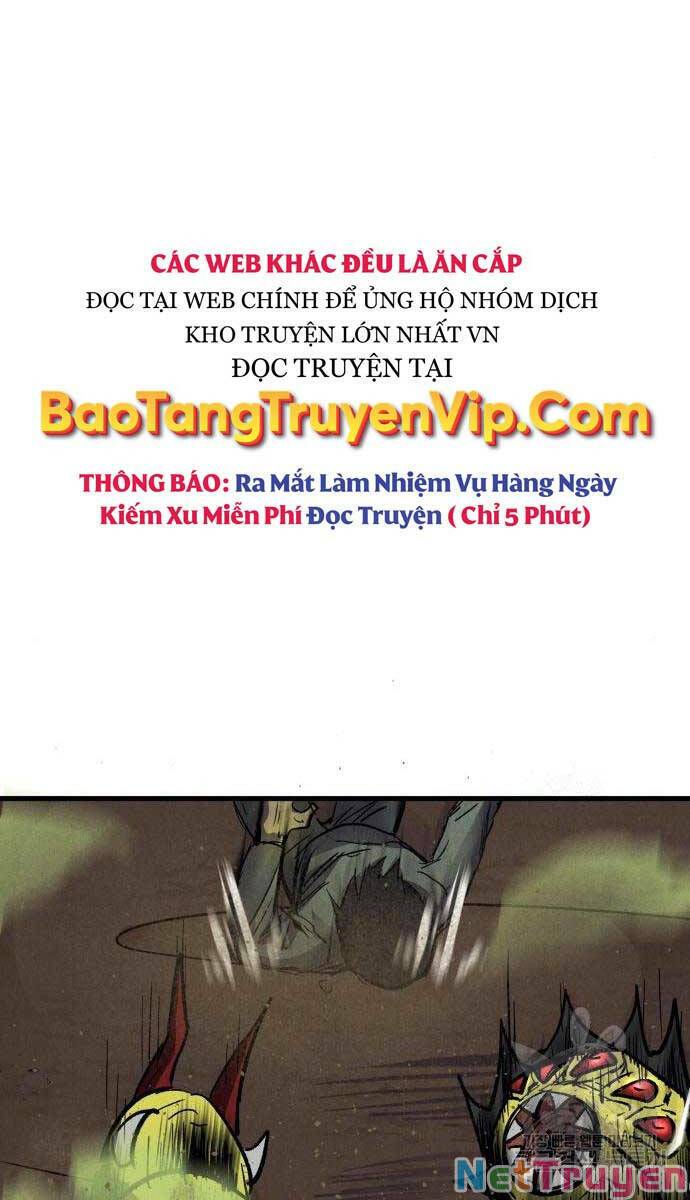 CÁC WEB KHÁC ĐỀU LÀ ĂN CẮP
ĐỌC TẠI WEB CHÍNH ĐỂ ỦNG HỘ NHÓM DỊCH
KHO TRUYỆN LỚN NHẤT VN
ĐỌC TRUYỆN TẠI
BaoTangTruyenVip.Com
THÔNG BÁO: Ra Mắt Làm Nhiệm Vụ Hàng Ngày
Kiếm Xu Miễn Phí Đọc Truyện ( Chỉ 5 Phút)
NetTruyen